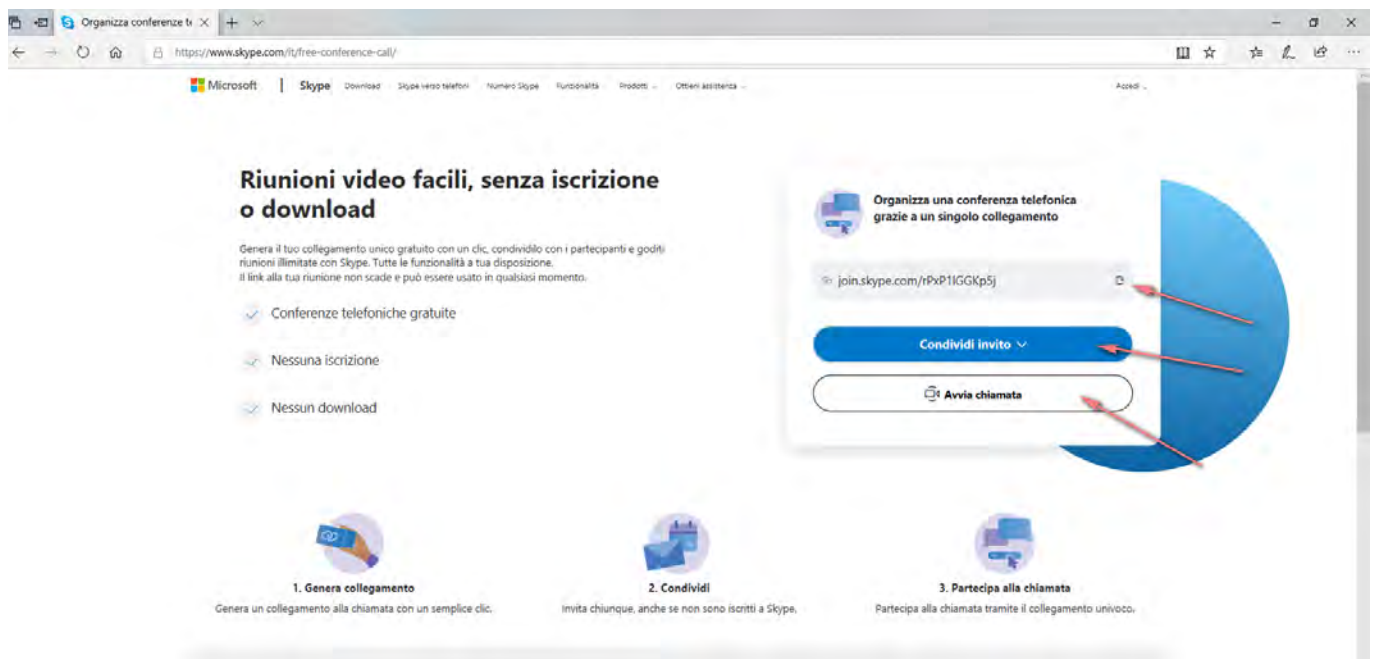 Organizza conferenze te
https://www.skype.com/it/free-conference-call/
Microsoft | Skype Download Skype verso telefoni Numero Skype Funzionalità Prodotti Ottieni assistenza Accedi
Riunioni video facili, senza iscrizione
o download
Genera il tuo collegamento unico gratuito con un clic, condividilo con i partecipanti e goditi
riunioni illimitate con Skype. Tutte le funzionalità a tua disposizione.
Il link alla tua riunione non scade e può essere usato in qualsiasi momento.
Conferenze telefoniche gratuite
Nessuna iscrizione
Nessun download
Organizza una conferenza telefonica
grazie a un singolo collegamento
join.skype.com/rPxP1IGGKp5j
Condividi invito
Avvia chiamata
1. Genera collegamento
Genera un collegamento alla chiamata con un semplice clic.
2. Condividi
Invita chiunque, anche se non sono iscritti a Skype.
3. Partecipa alla chiamata
Partecipa alla chiamata tramite il collegamento univoco.